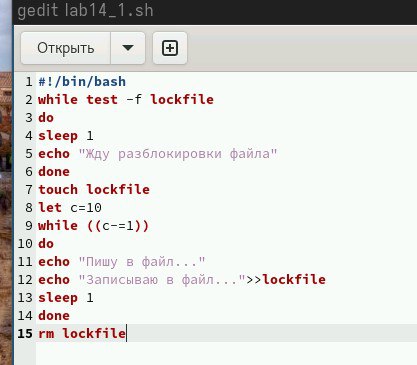 gedit lab14_1.sh
Открыть
1 #!/bin/bash
2 while test -f lockfile
3 do
4 sleep 1
5 echo "Жду разблокировки файла"
6 done
7 touch lockfile
8 let c=10
9 while ((c-=1))
10 do
11 echo "Пишу в файл..."
12 echo "Записываю в файл...">>lockfile
13 sleep 1
14 done
15 rm lockfile